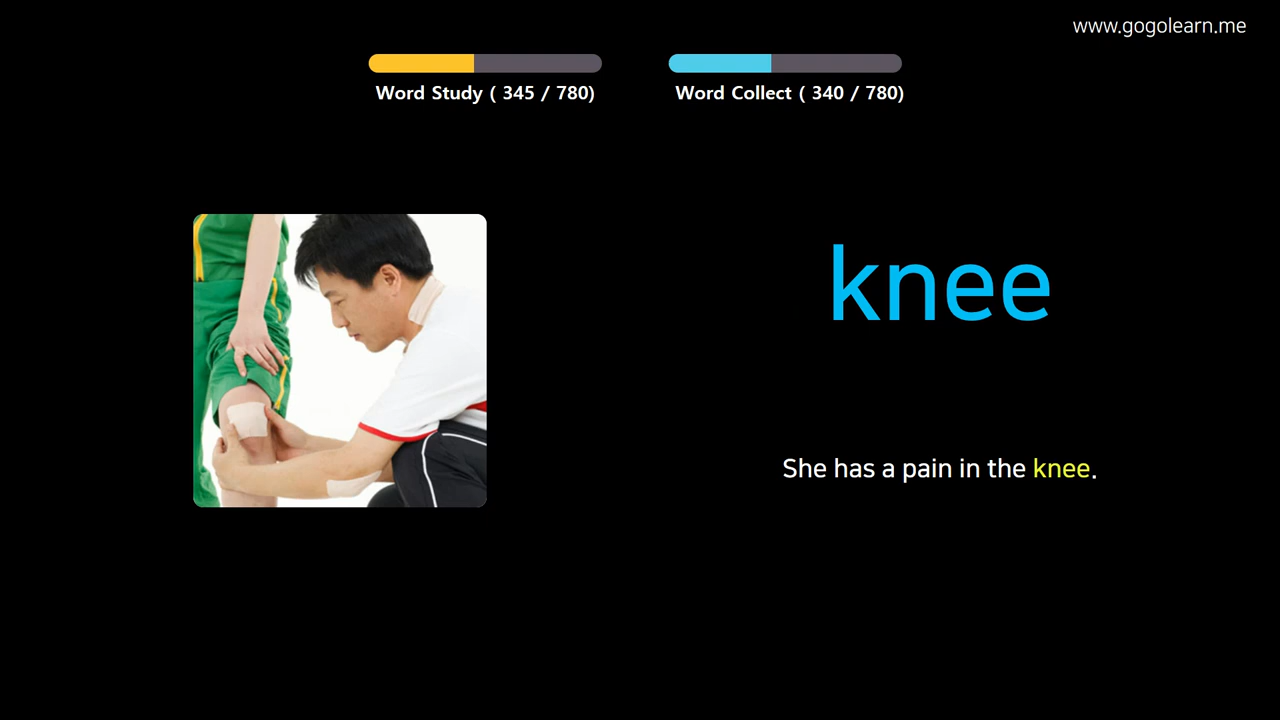 www.gogolearn.me
Word Study ( 345 / 780)
Word Collect ( 340 / 780)
knee
She has a pain in the knee.